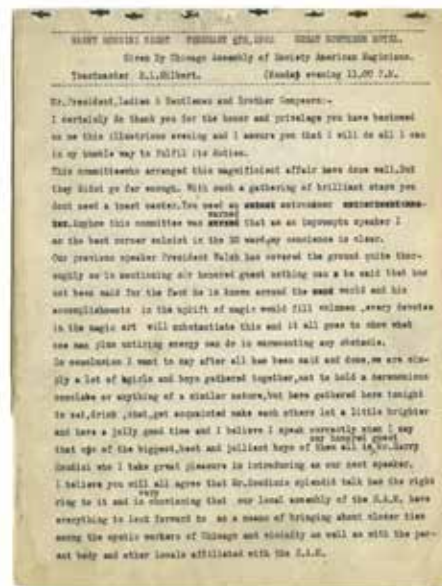 NIGHT HOUDINI NIGHT FEBRUARY 6TH, GREAT NORTHERN HOTEL.
Given By Chicago Assembly of Society American Magicians.
Toastmaster (Monday evening 11.00 P.M.
Mr.President,Ladies & Gentlemen and Brother Compeers:-
I certainly do thank you for the honor and privelage you have bestowed
on me this illustrious evening and I assure you that I will do all I can
in my humble way to fulfil its duties.
This committeewho arranged this magnificient affair have done well.But
they didnt go far enough. With such a gathering of brilliant stars you
dont need a toast master.You need an astronomer
warned
Anyhow this committee was that as an impromptu speaker I
am the best corner soloist in the ward,my concience is clear.
Our previous speaker President Walsh has covered the ground quite thor-
oughly so in mentioning our honored guest nothing can be said that has
not been said for the fact he is known around the world and his
accomplishments in the uplift of magic would fill volumes ,every devotee
in the magic art will substantiate this and it all goes to show what
one man plus untiring energy can do in surmounting any obstacle.
In conclusion I want to say after all has been said and done,we are sim-
ply a lot of girls and boys gathered together,not to hold a ceremonious
conclake or anything of a similar nature,but have gathered here tonight
to eat,drink ,chat,get acquainted make each others lot a little brighter
and have a jolly good time and I believe I speak correctly when I say
our honored guest
that one of the biggest,best and jolliest boys of them all is Mr.Harry
Houdini who I take great pleasure in introducing as our next speaker.
I believe you will all agree that Mr.Houdinis splendit talk has the right
ring to it and is convincing that our local assembly of the S.A.M. have
very
everything to look forward to as a means of bringing about closer ties
among the mystic workers of Chicago and vicinity as well as with the par-
ent body and other locals affiliated with the S.A.M.